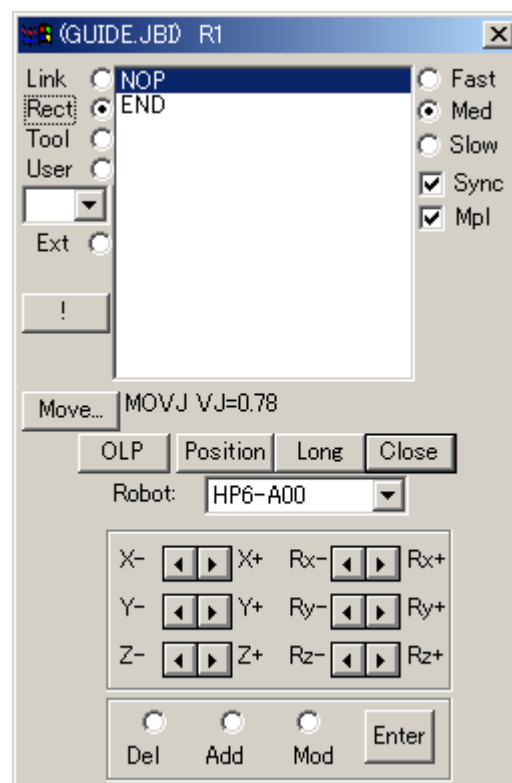 (GUIDE.JBI) R1
Link NOP Fast
Rect END Med
Tool Slow
User Sync
Mpl
Ext
!
Move... MOVJ VJ=0.78
OLP Position Long Close
Robot: HP6-A00
X- X+ Rx- Rx+
Y- Y+ Ry- Ry+
Z- Z+ Rz- Rz+
Del Add Mod Enter